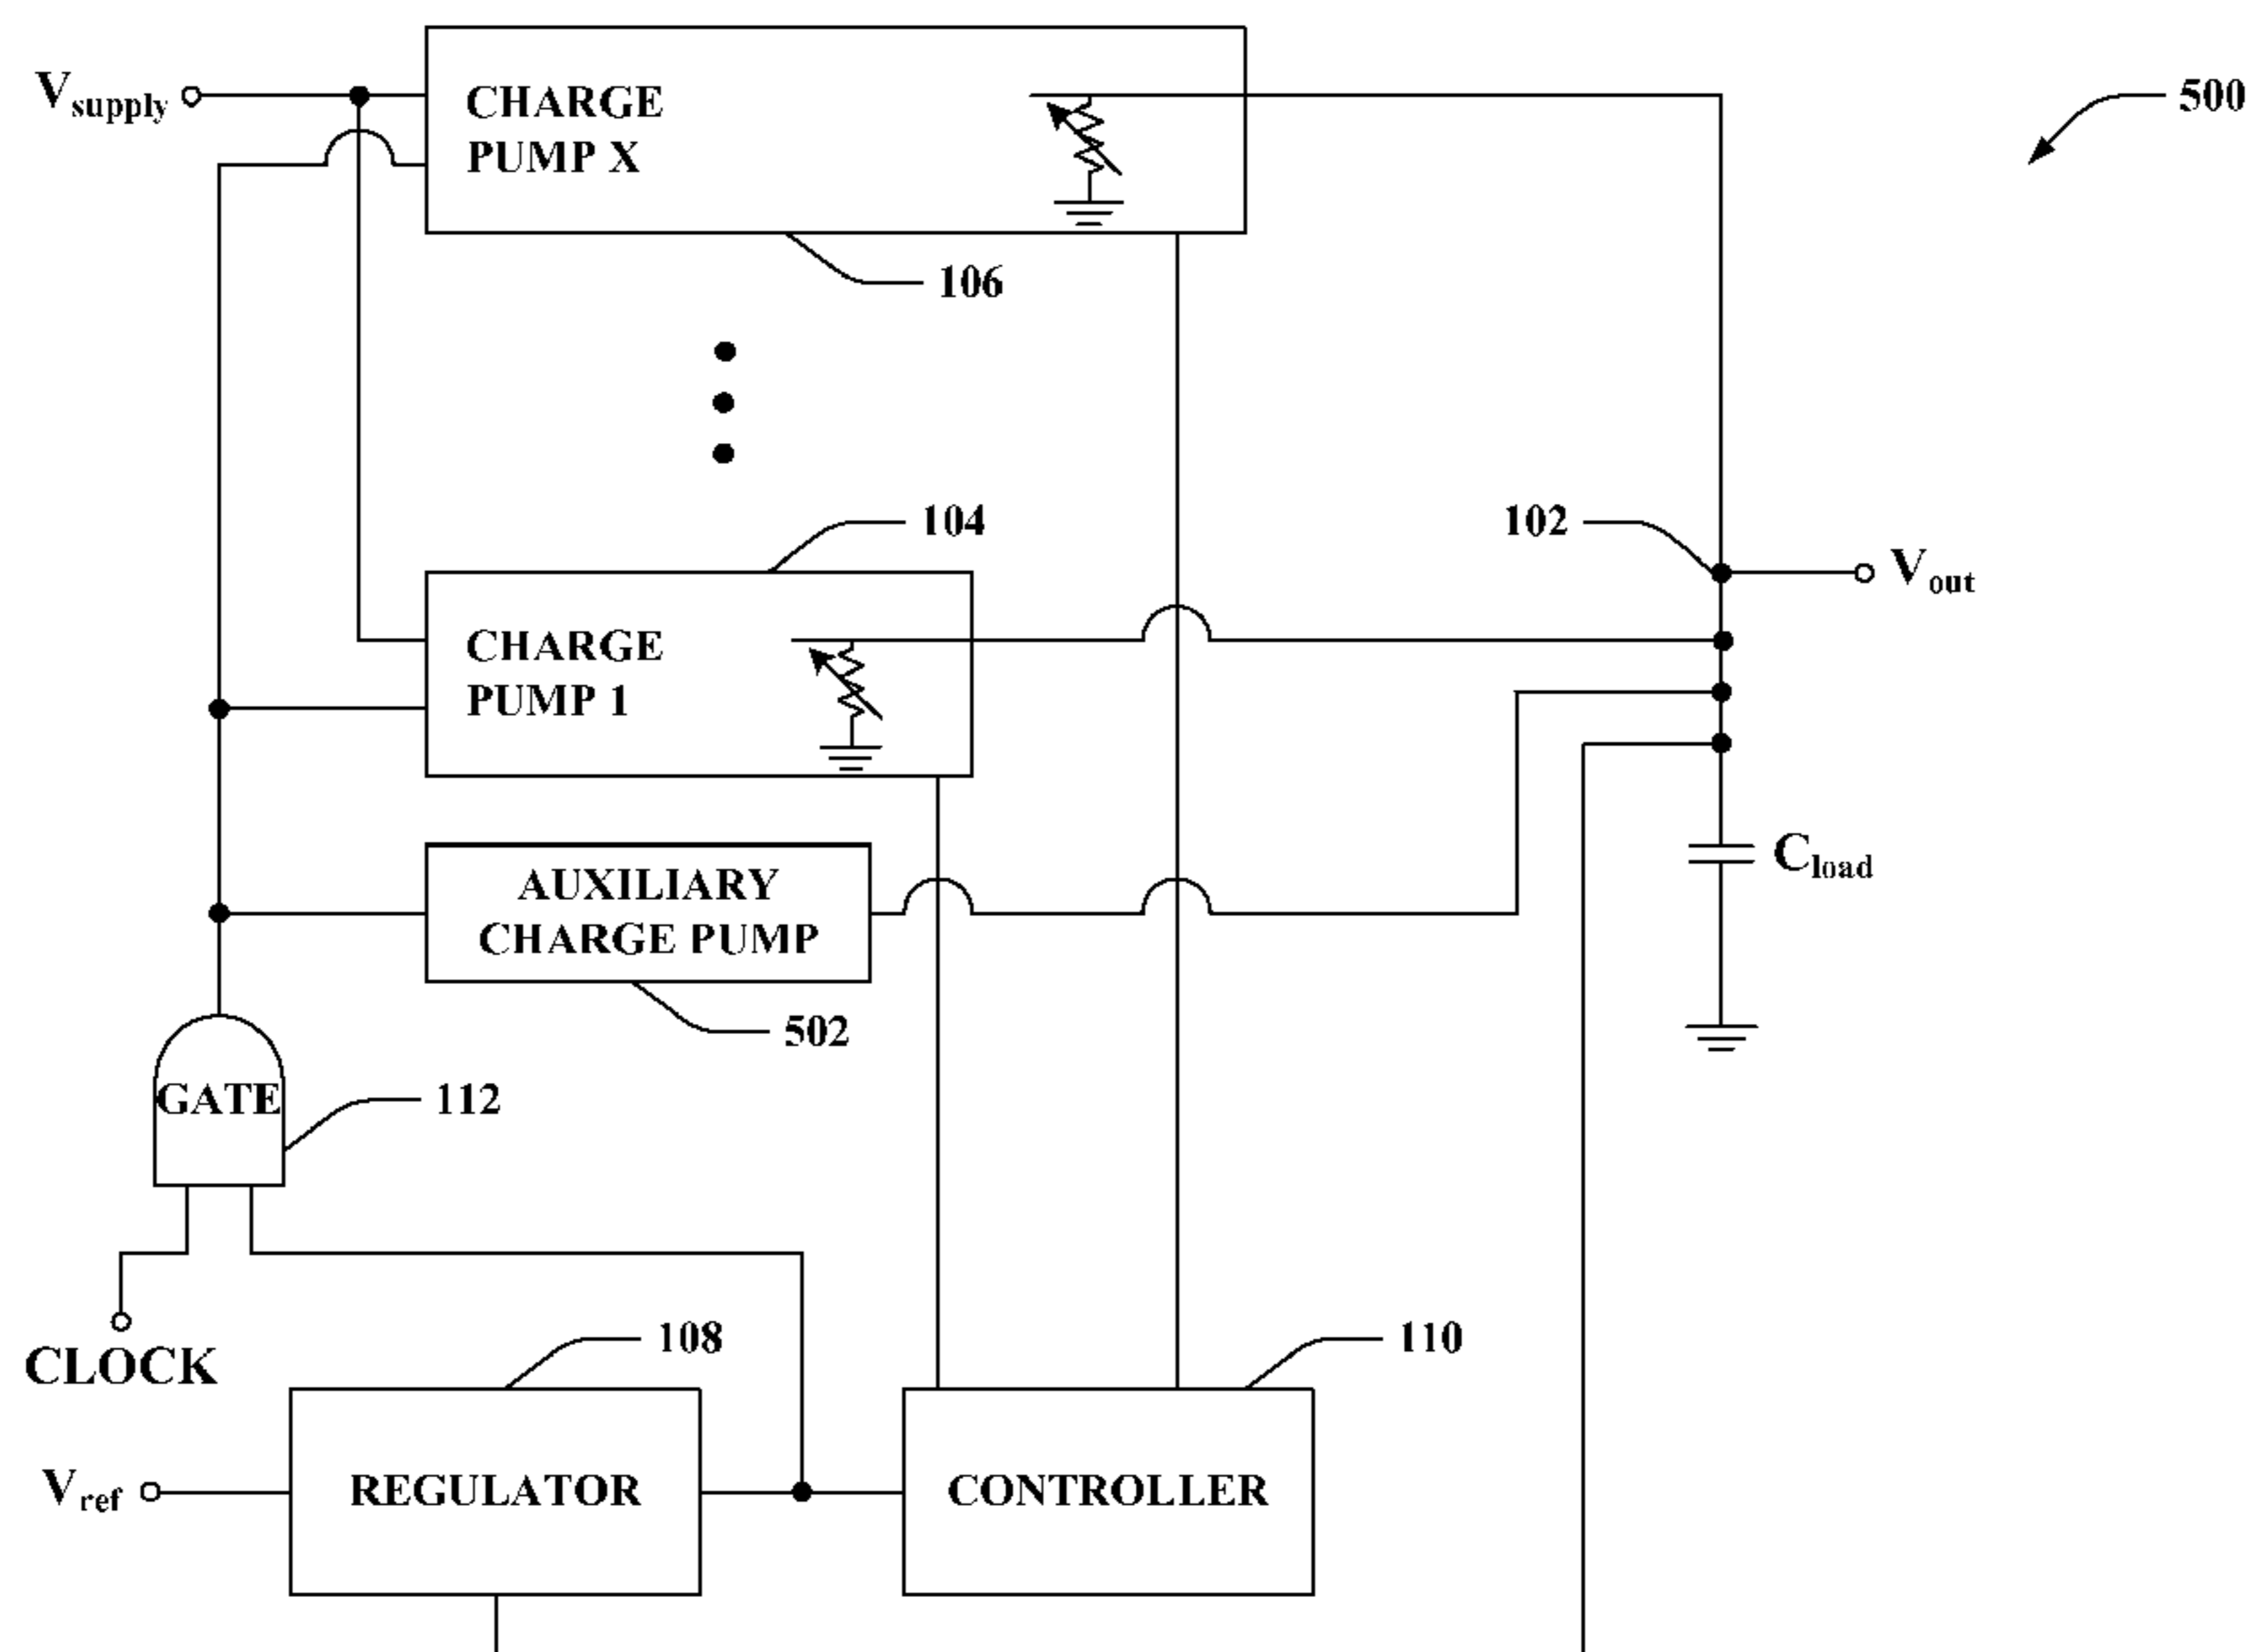 Vsupply
CHARGE
PUMP X
500
106
104
102
Vout
CHARGE
PUMP 1
AUXILIARY
CHARGE PUMP
Cload
502
GATE
112
CLOCK
108
110
Vref
REGULATOR
CONTROLLER